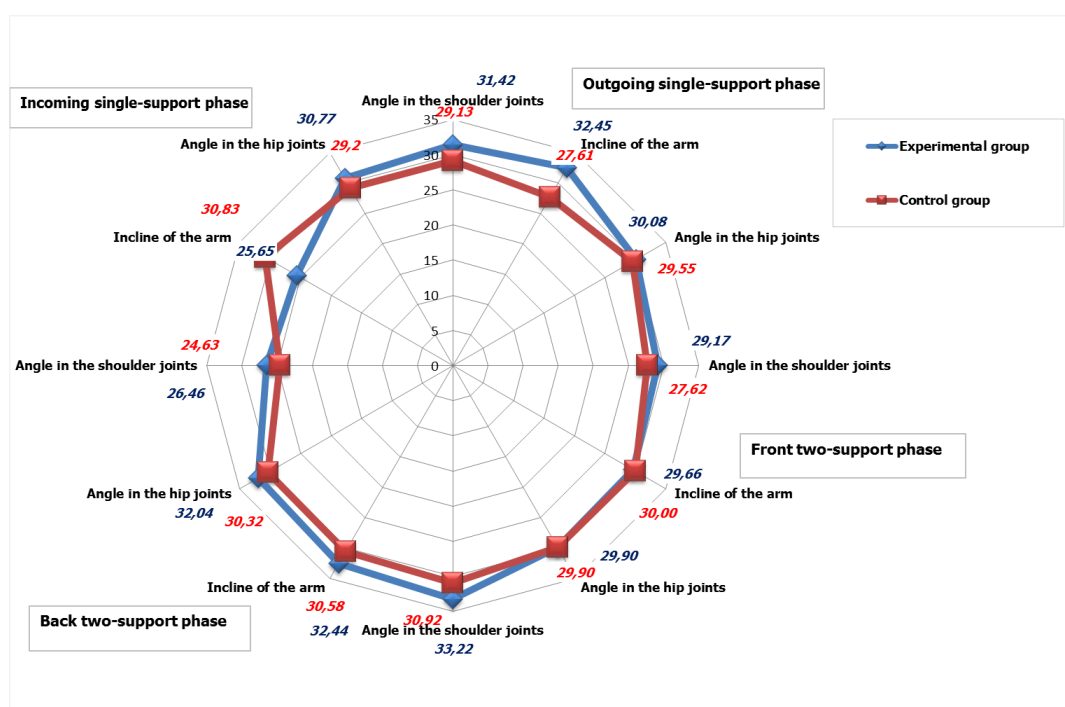 31,42
Outgoing single-support phase
Incoming single-support phase
Angle in the shoulder joints
29,13
30,77
32,45
35
Angle in the hip joints
29,2
Incline of the arm
27,61
Experimental group
30
Control group
25
30,83
30,08
Incline of the arm
25,65
Angle in the hip joints
29,55
20
15
10
5
0
24,63
Angle in the shoulder joints
26,46
29,17
Angle in the shoulder joints
27,62
Front two-support phase
29,66
Incline of the arm
30,00
Angle in the hip joints
32,04
30,32
29,90
29,90
Angle in the hip joints
Incline of the arm
30,58
32,44
Back two-support phase
30,92
Angle in the shoulder joints
33,22